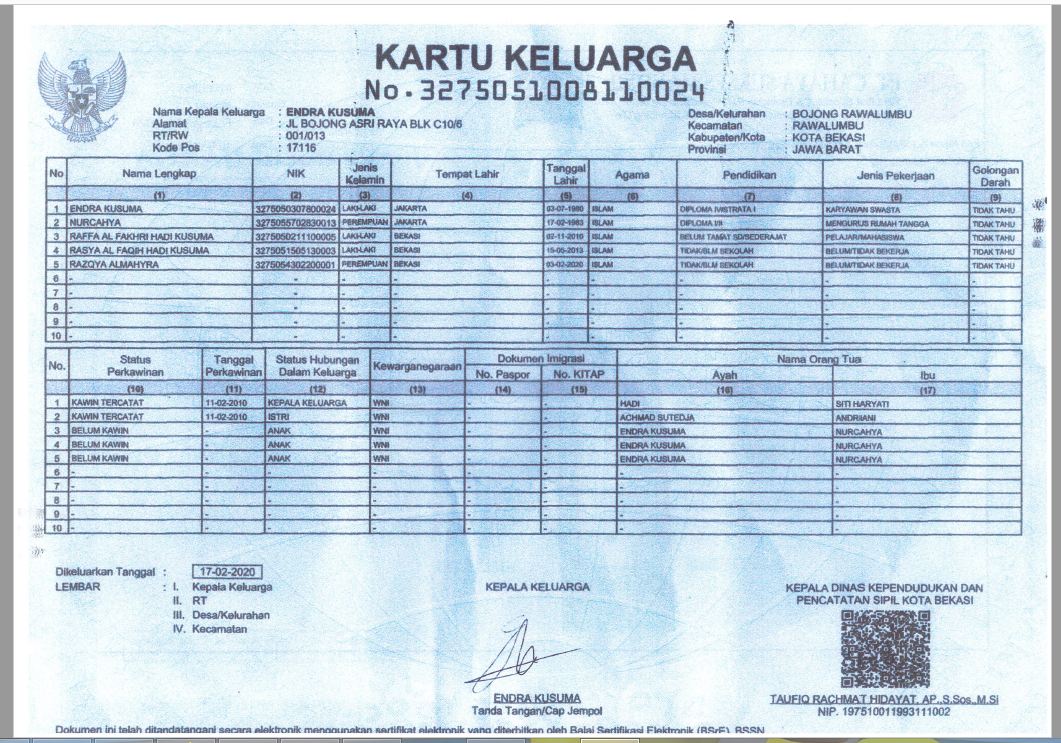 KARTU KELUARGA
No. 3275051008110024
Nama Kepala Keluarga : ENDRA KUSUMA
Alamat : JL BOJONG ASRI RAYA BLK C10/6
RT/RW : 001/013
Kode Pos : 17116
Desa/Kelurahan : BOJONG RAWALUMBU
Kecamatan : RAWALUMBU
Kabupaten/Kota : KOTA BEKASI
Provinsi : JAWA BARAT
No Nama Lengkap NIK Jenis Kelamin Tempat Lahir Tanggal Lahir Agama Pendidikan Jenis Pekerjaan Golongan Darah
(1) (2) (3) (4) (5) (6) (7) (8) (9)
1 ENDRA KUSUMA 3275050307800024 LAKI-LAKI JAKARTA 03-07-1980 ISLAM DIPLOMA IV/STRATA I KARYAWAN SWASTA TIDAK TAHU
2 NURCAHYA 3275055702830013 PEREMPUAN JAKARTA 17-02-1983 ISLAM DIPLOMA I/II MENGURUS RUMAH TANGGA TIDAK TAHU
3 RAFFA AL FAKHRI HADI KUSUMA 3275050211100005 LAKI-LAKI BEKASI 02-11-2010 ISLAM BELUM TAMAT SD/SEDERAJAT PELAJAR/MAHASISWA TIDAK TAHU
4 RASYA AL FAQIH HADI KUSUMA 3275051505130003 LAKI-LAKI BEKASI 15-05-2013 ISLAM TIDAK/BLM SEKOLAH BELUM/TIDAK BEKERJA TIDAK TAHU
5 RAZQYA ALMAHYRA 3275054302200001 PEREMPUAN BEKASI 03-02-2020 ISLAM TIDAK/BLM SEKOLAH BELUM/TIDAK BEKERJA TIDAK TAHU
6 - - - - - - - - -
7 - - - - - - - - -
8 - - - - - - - - -
9 - - - - - - - - -
10 - - - - - - - - -
No. Status Perkawinan Tanggal Perkawinan Status Hubungan Dalam Keluarga Kewarganegaraan Dokumen Imigrasi Nama Orang Tua
No. Paspor No. KITAP Ayah Ibu
(10) (11) (12) (13) (14) (15) (16) (17)
1 KAWIN TERCATAT 11-02-2010 KEPALA KELUARGA WNI - - HADI SITI HARYATI
2 KAWIN TERCATAT 11-02-2010 ISTRI WNI - - ACHMAD SUTEDJA ANDRIIANI
3 BELUM KAWIN - ANAK WNI - - ENDRA KUSUMA NURCAHYA
4 BELUM KAWIN - ANAK WNI - - ENDRA KUSUMA NURCAHYA
5 BELUM KAWIN - ANAK WNI - - ENDRA KUSUMA NURCAHYA
6 - - - - - - - -
7 - - - - - - - -
8 - - - - - - - -
9 - - - - - - - -
10 - - - - - - - -
Dikeluarkan Tanggal : 17-02-2020
LEMBAR : I. Kepala Keluarga
II. RT
III. Desa/Kelurahan
IV. Kecamatan
KEPALA KELUARGA
ENDRA KUSUMA
Tanda Tangan/Cap Jempol
KEPALA DINAS KEPENDUDUKAN DAN
PENCATATAN SIPIL KOTA BEKASI
TAUFIQ RACHMAT HIDAYAT, AP.,S.Sos.,M.Si
NIP. 197510011993111002
Dokumen ini telah ditandatangani secara elektronik menggunakan sertifikat elektronik yang diterbitkan oleh Balai Sertifikasi Elektronik (BSrE), BSSN